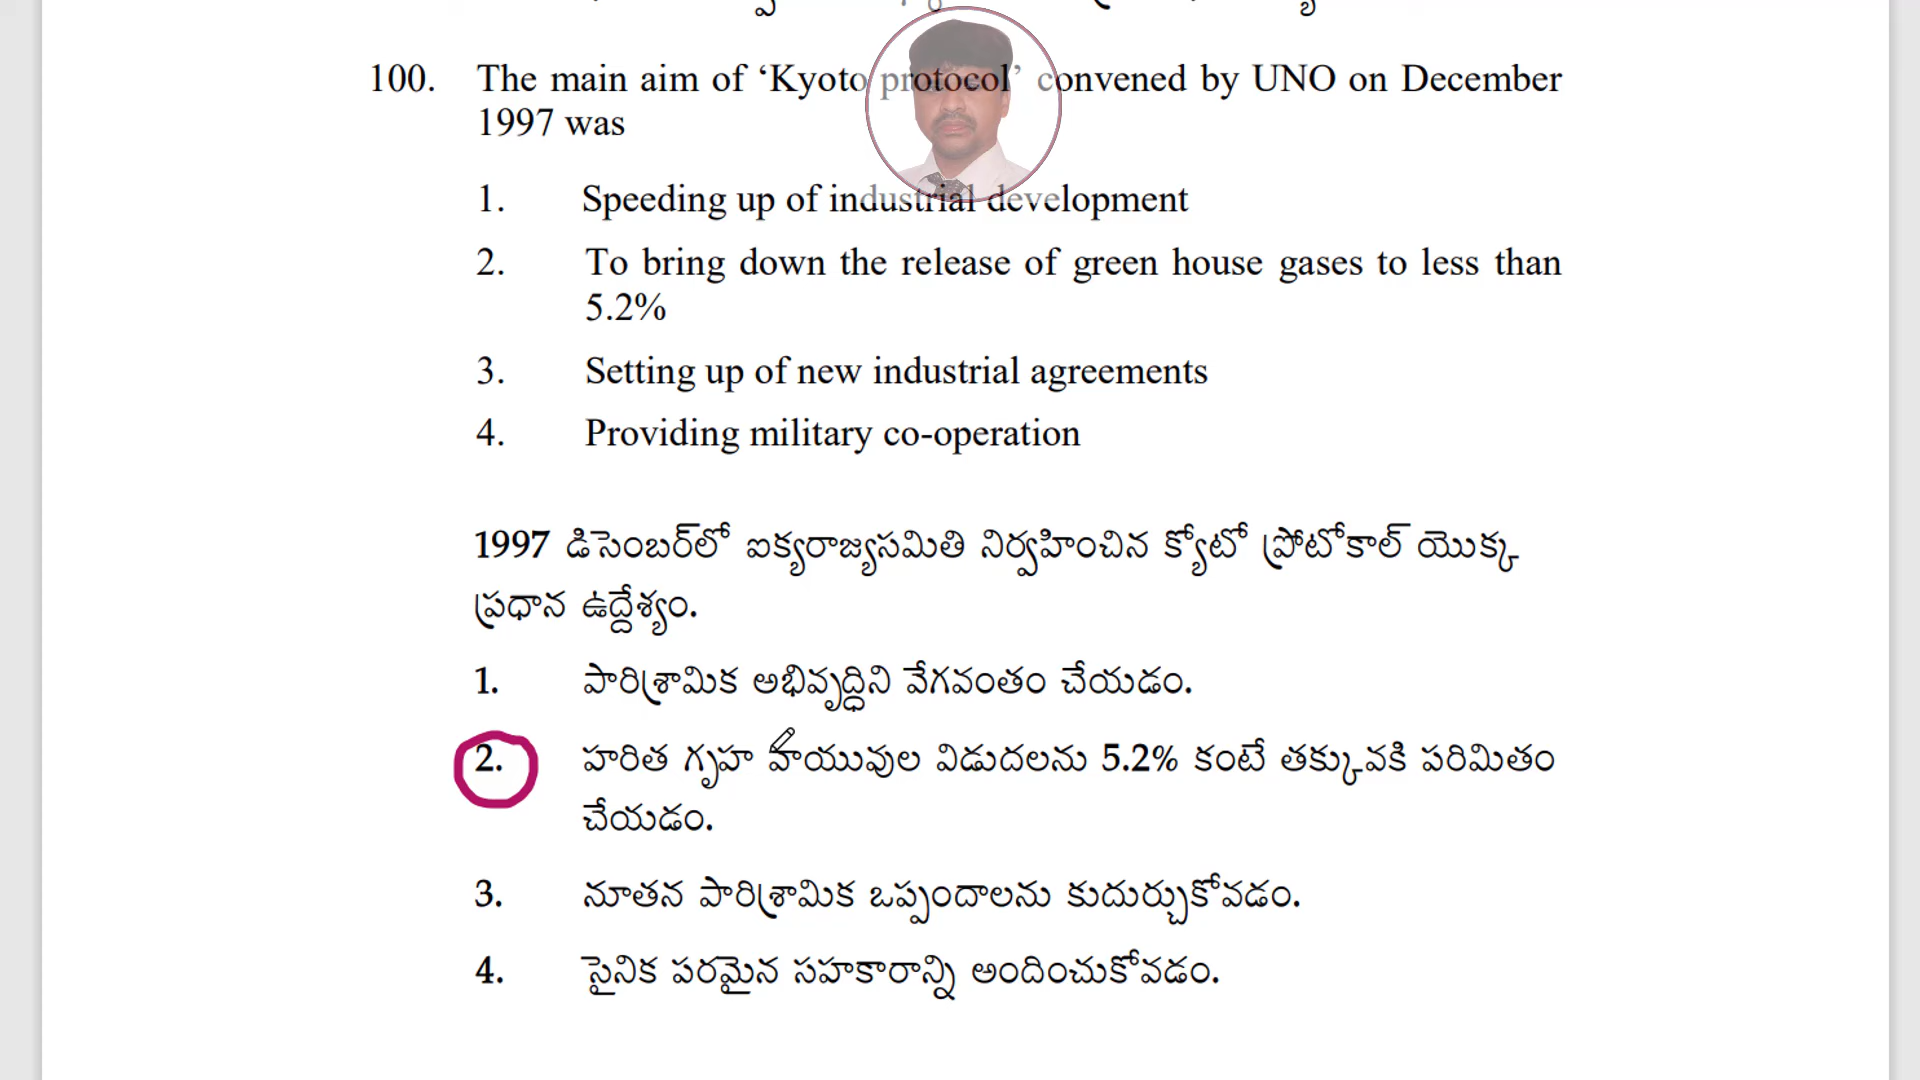 100. The main aim of ‘Kyoto protocol’ convened by UNO on December
1997 was
1. Speeding up of industrial development
2. To bring down the release of green house gases to less than
5.2%
3. Setting up of new industrial agreements
4. Providing military co-operation
1997 డిసెంబర్‌లో ఐక్యరాజ్యసమితి నిర్వహించిన క్యోటో ప్రోటోకాల్ యొక్క
ప్రధాన ఉద్దేశ్యం.
1. పారిశ్రామిక అభివృద్ధిని వేగవంతం చేయడం.
2. హరిత గృహ వాయువుల విడుదలను 5.2% కంటే తక్కువకి పరిమితం
చేయడం.
3. నూతన పారిశ్రామిక ఒప్పందాలను కుదుర్చుకోవడం.
4. సైనిక పరమైన సహకారాన్ని అందించుకోవడం.